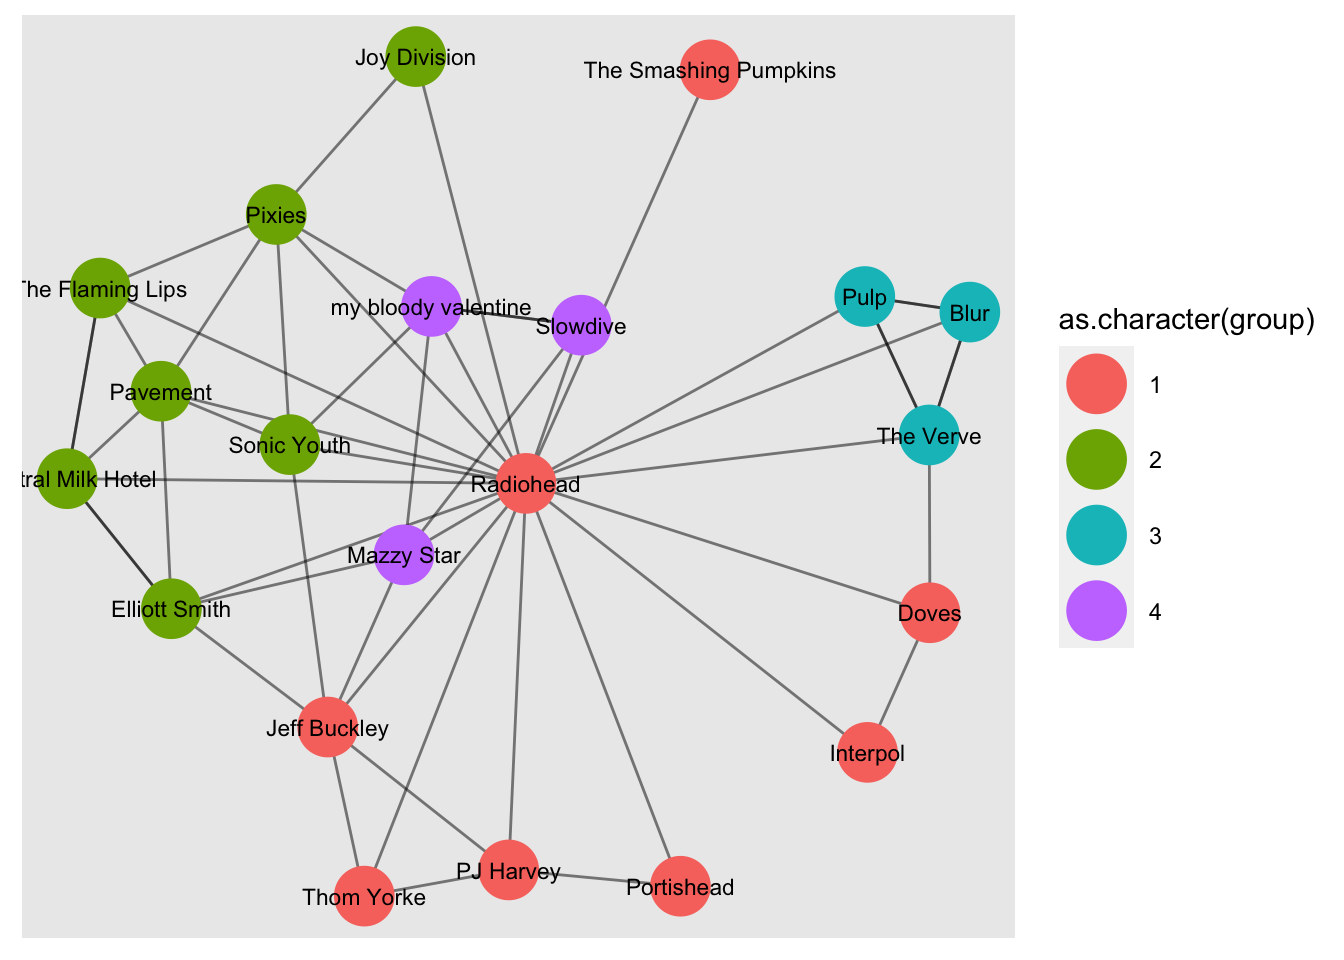 Joy Division
The Smashing Pumpkins
Pixies
The Flaming Lips
my bloody valentine
Slowdive
Pulp
Blur
Pavement
Sonic Youth
The Verve
tral Milk Hotel
Radiohead
Mazzy Star
Elliott Smith
Doves
Jeff Buckley
Interpol
PJ Harvey
Portishead
Thom Yorke
as.character(group)
1
2
3
4